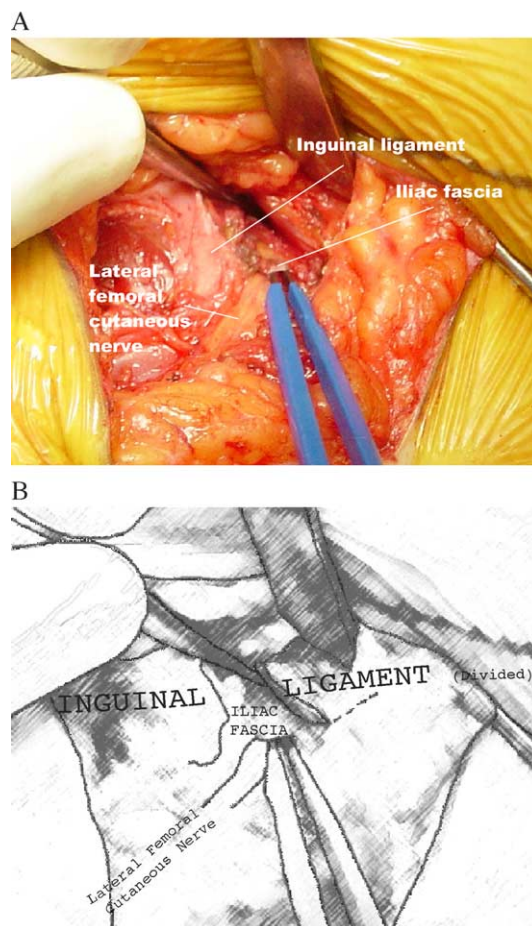 A
Inguinal ligament
Iliac fascia
Lateral
femoral
cutaneous
nerve
B
INGUINAL
LIGAMENT
(Divided)
ILIAC
FASCIA
Lateral Femoral
Cutaneous Nerve